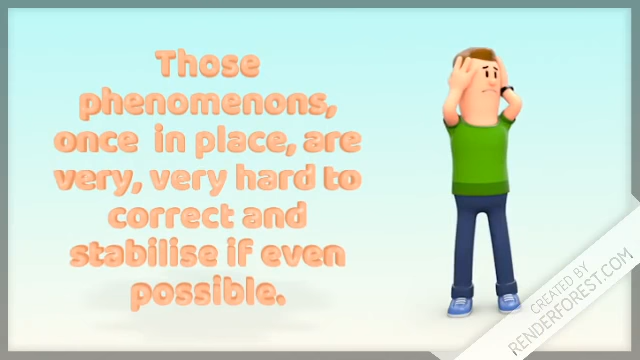 Those
phenomenons,
once in place, are
very, very hard to
correct and
stabilise if even
possible.
CREATED BY
RENDERFOREST.COM